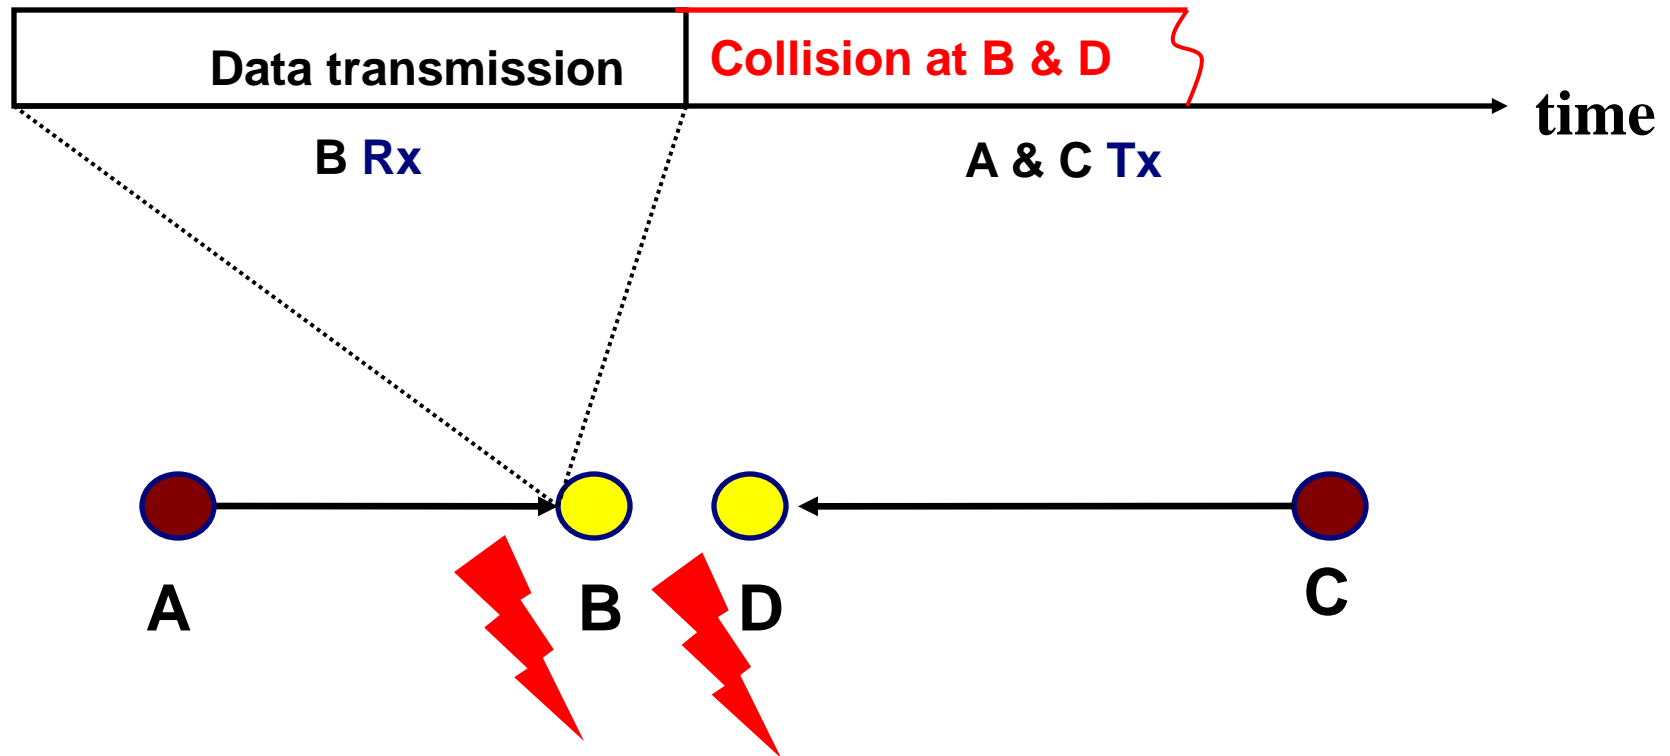 Data transmission
Collision at B & D
time
B Rx
A & C Tx
A
B
D
C